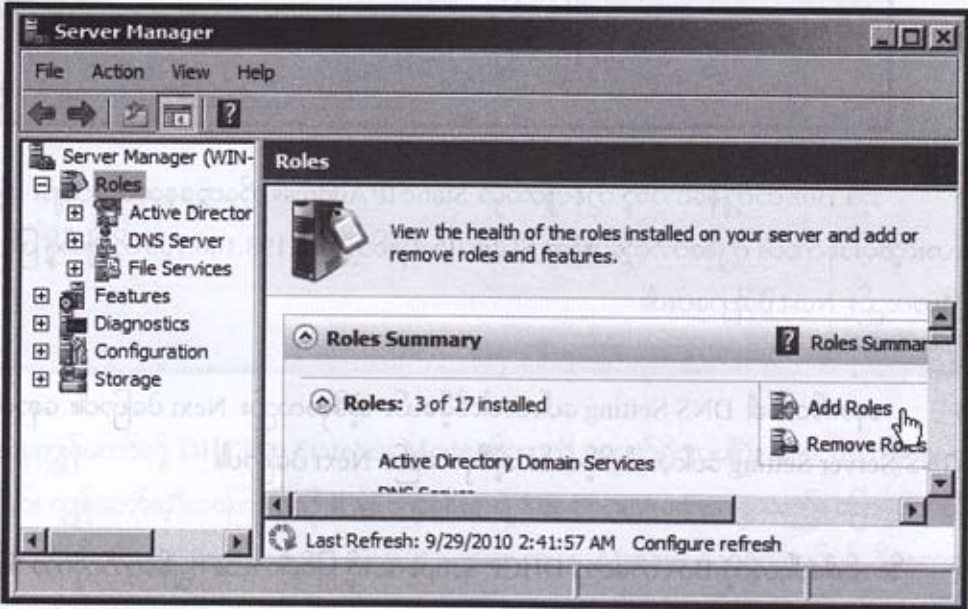 Server Manager
File Action View Help
Server Manager (WIN-
Roles
Active Director
DNS Server
File Services
Features
Diagnostics
Configuration
Storage
Roles
View the health of the roles installed on your server and add or
remove roles and features.
Roles Summary
Roles Summar
Roles: 3 of 17 installed
Add Roles
Remove Roles
Active Directory Domain Services
DNS Server
Last Refresh: 9/29/2010 2:41:57 AM Configure refresh